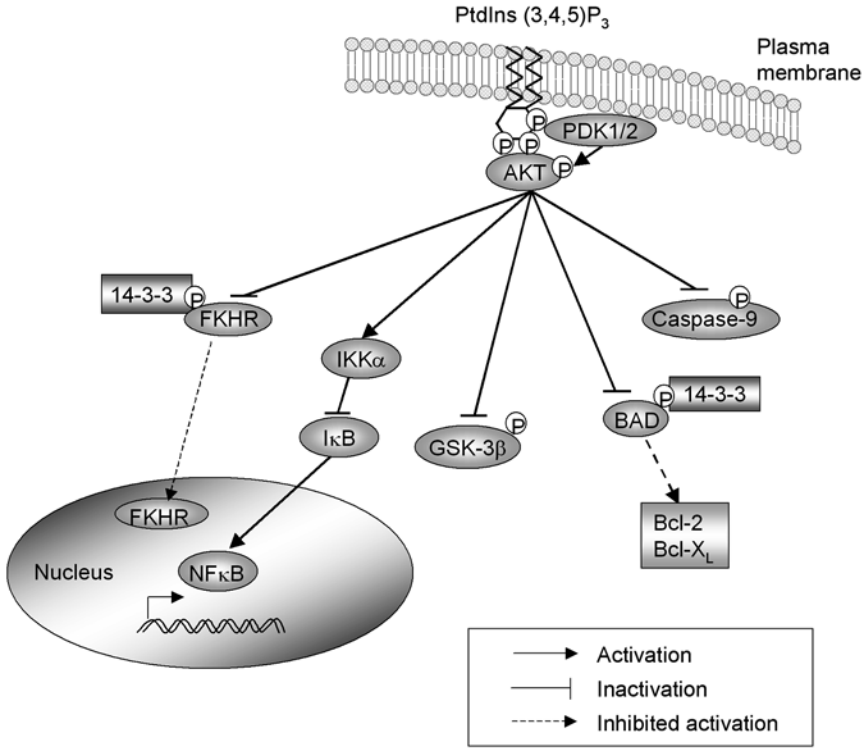 PtdIns (3,4,5)P3
Plasma
membrane
P
PDK1/2
P
P
AKT
P
14-3-3
P
FKHR
P
Caspase-9
IKKα
P
14-3-3
BAD
IκB
P
GSK-3β
FKHR
Bcl-2
Bcl-XL
Nucleus
NFκB
Activation
Inactivation
Inhibited activation